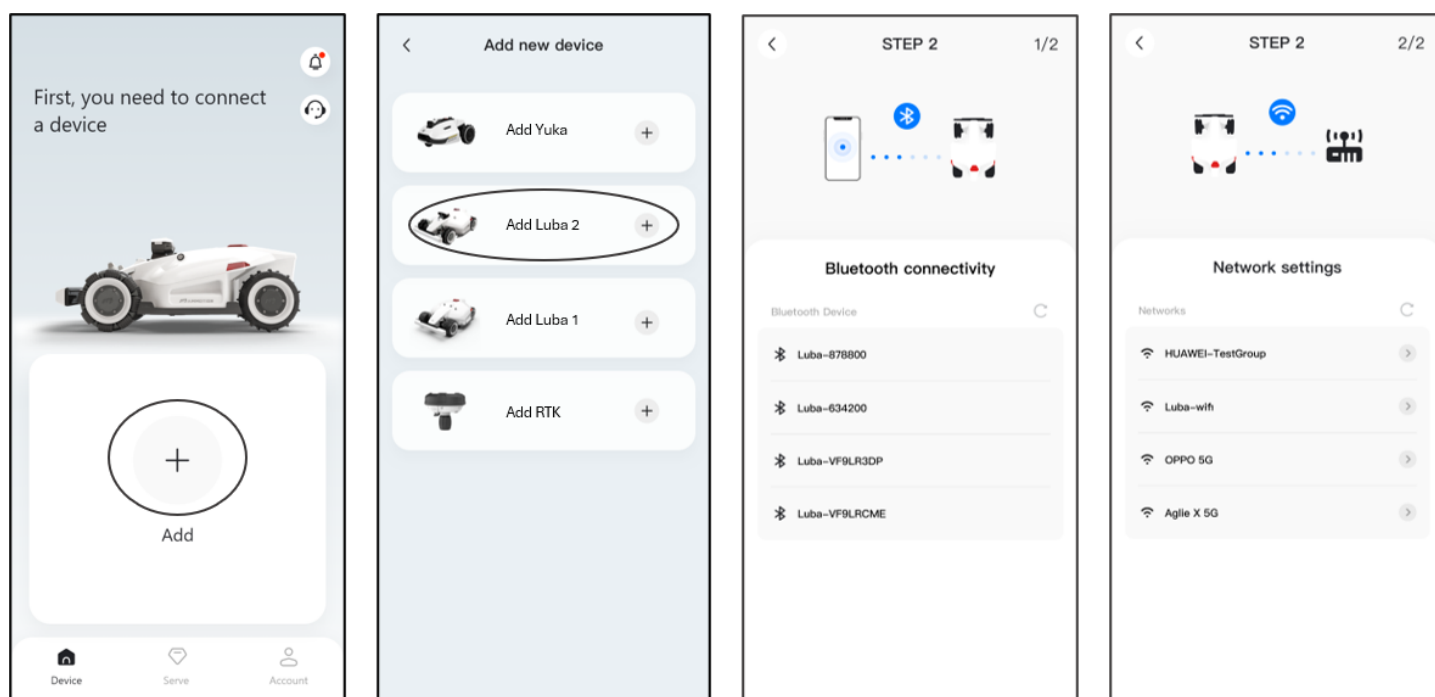 First, you need to connect
a device
Add
Device
Serve
Account
Add new device
Add Yuka
Add Luba 2
Add Luba 1
Add RTK
STEP 2
1/2
Bluetooth connectivity
Bluetooth Device
Luba-878800
Luba-634200
Luba-VF9LR3DP
Luba-VF9LRCME
STEP 2
2/2
Network settings
Networks
HUAWEI-TestGroup
Luba-wifi
OPPO 5G
Aglie X 5G